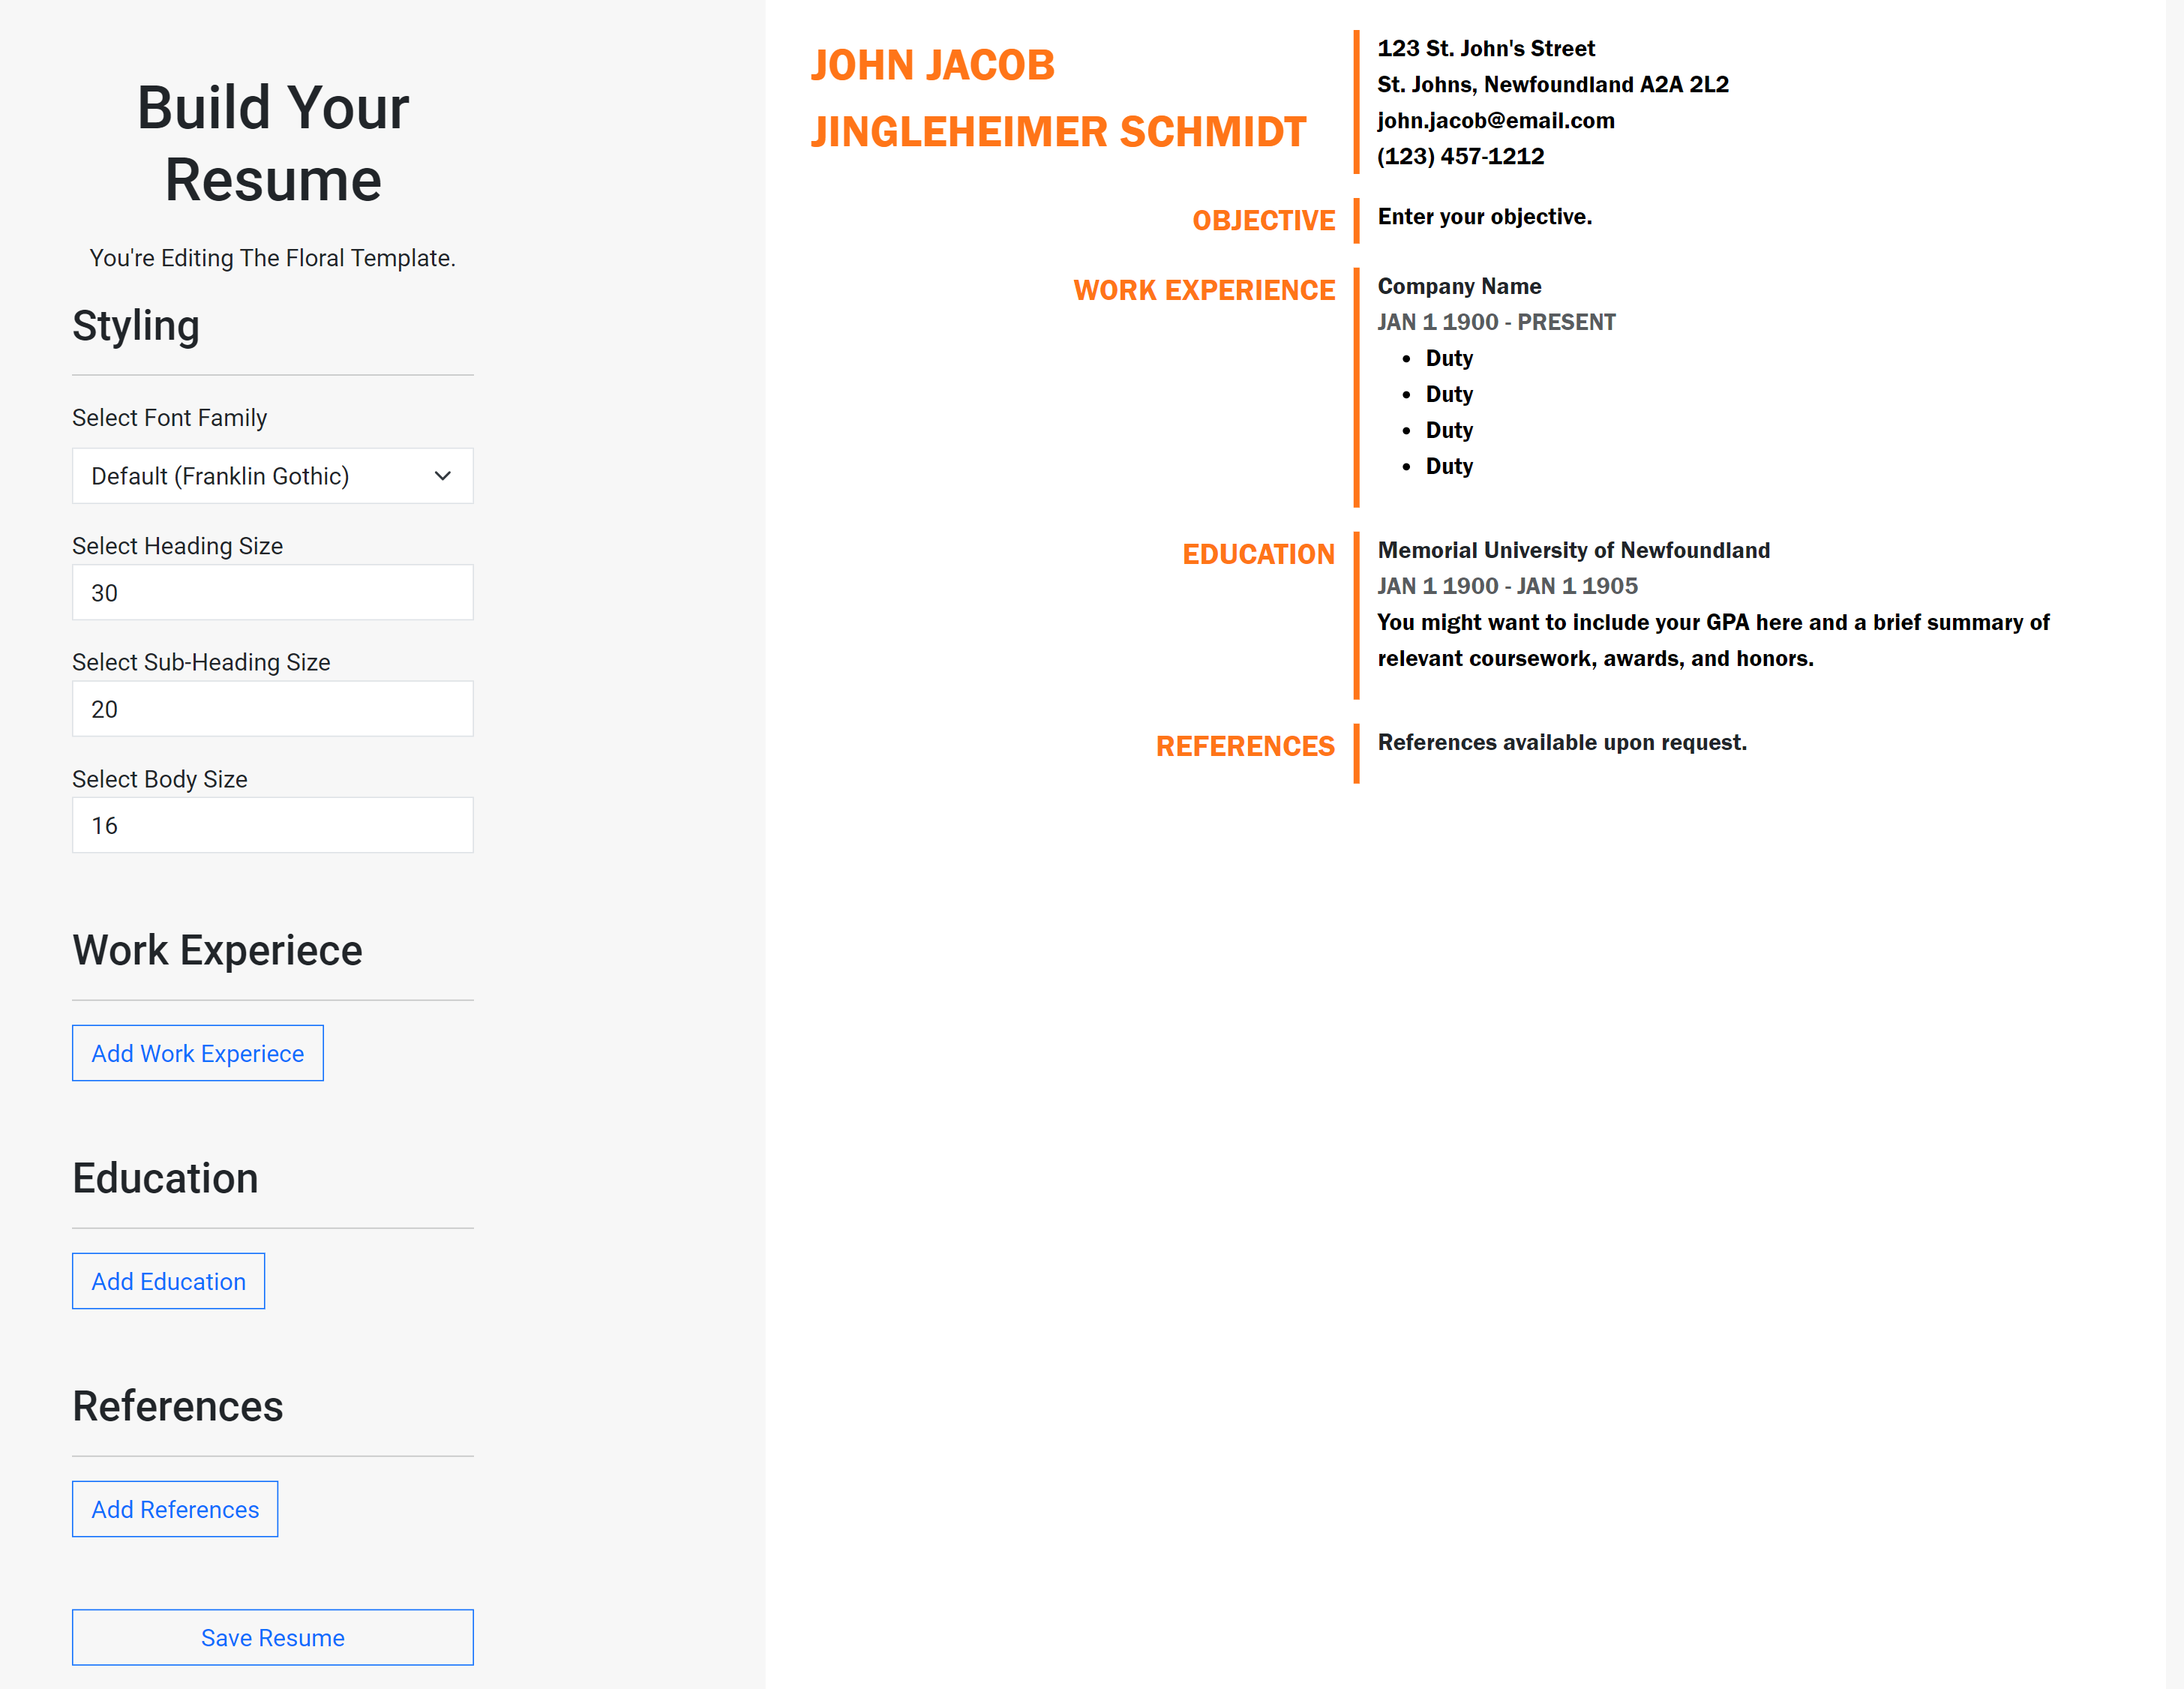 Build Your
Resume
You're Editing The Floral Template.
Styling
Select Font Family
Default (Franklin Gothic)
Select Heading Size
30
Select Sub-Heading Size
20
Select Body Size
16
Work Experiece
Add Work Experiece
Education
Add Education
References
Add References
Save Resume
JOHN JACOB
JINGLEHEIMER SCHMIDT
123 St. John's Street
St. Johns, Newfoundland A2A 2L2
john.jacob@email.com
(123) 457-1212
OBJECTIVE
Enter your objective.
WORK EXPERIENCE
Company Name
JAN 1 1900 - PRESENT
• Duty
• Duty
• Duty
• Duty
EDUCATION
Memorial University of Newfoundland
JAN 1 1900 - JAN 1 1905
You might want to include your GPA here and a brief summary of
relevant coursework, awards, and honors.
REFERENCES
References available upon request.